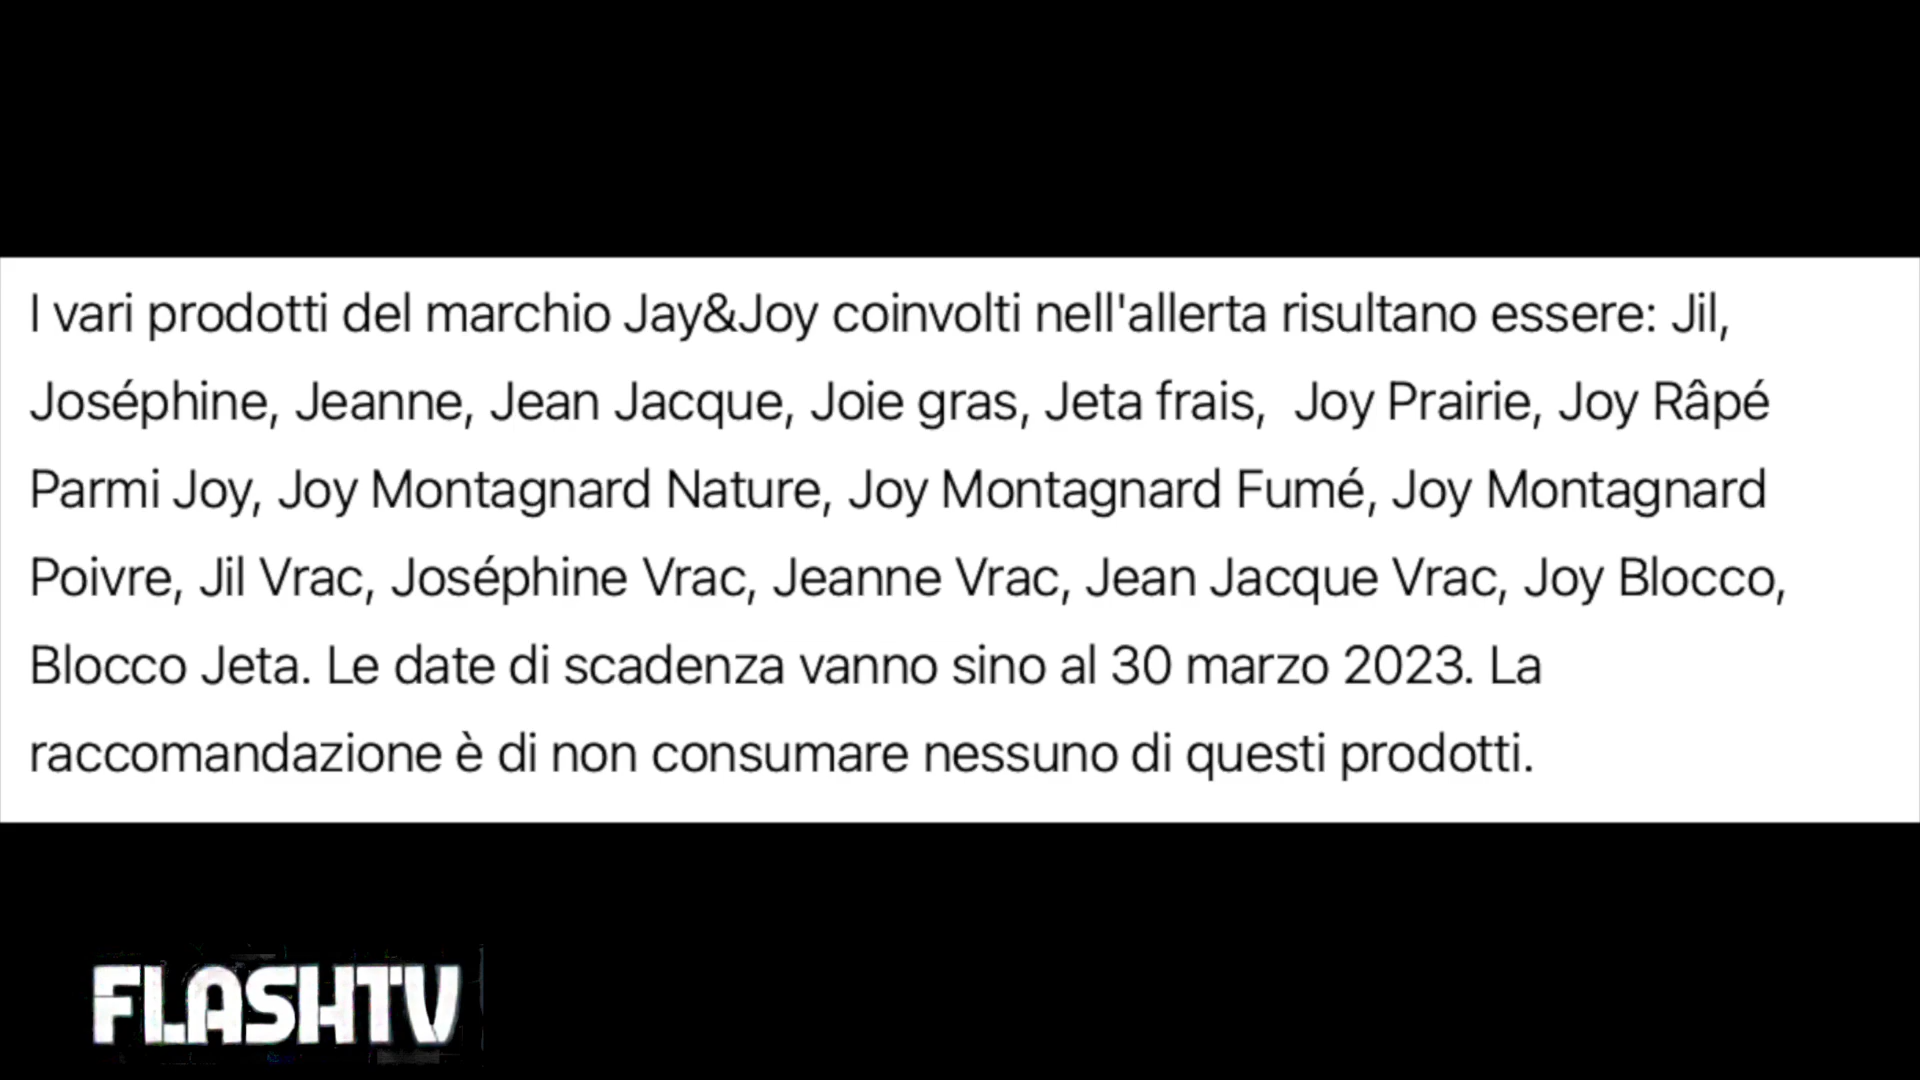 I vari prodotti del marchio Jay&Joy coinvolti nell'allerta risultano essere: Jil,
Joséphine, Jeanne, Jean Jacque, Joie gras, Jeta frais,  Joy Prairie, Joy Râpé
Parmi Joy, Joy Montagnard Nature, Joy Montagnard Fumé, Joy Montagnard
Poivre, Jil Vrac, Joséphine Vrac, Jeanne Vrac, Jean Jacque Vrac, Joy Blocco,
Blocco Jeta. Le date di scadenza vanno sino al 30 marzo 2023. La
raccomandazione è di non consumare nessuno di questi prodotti.
FLASHTV